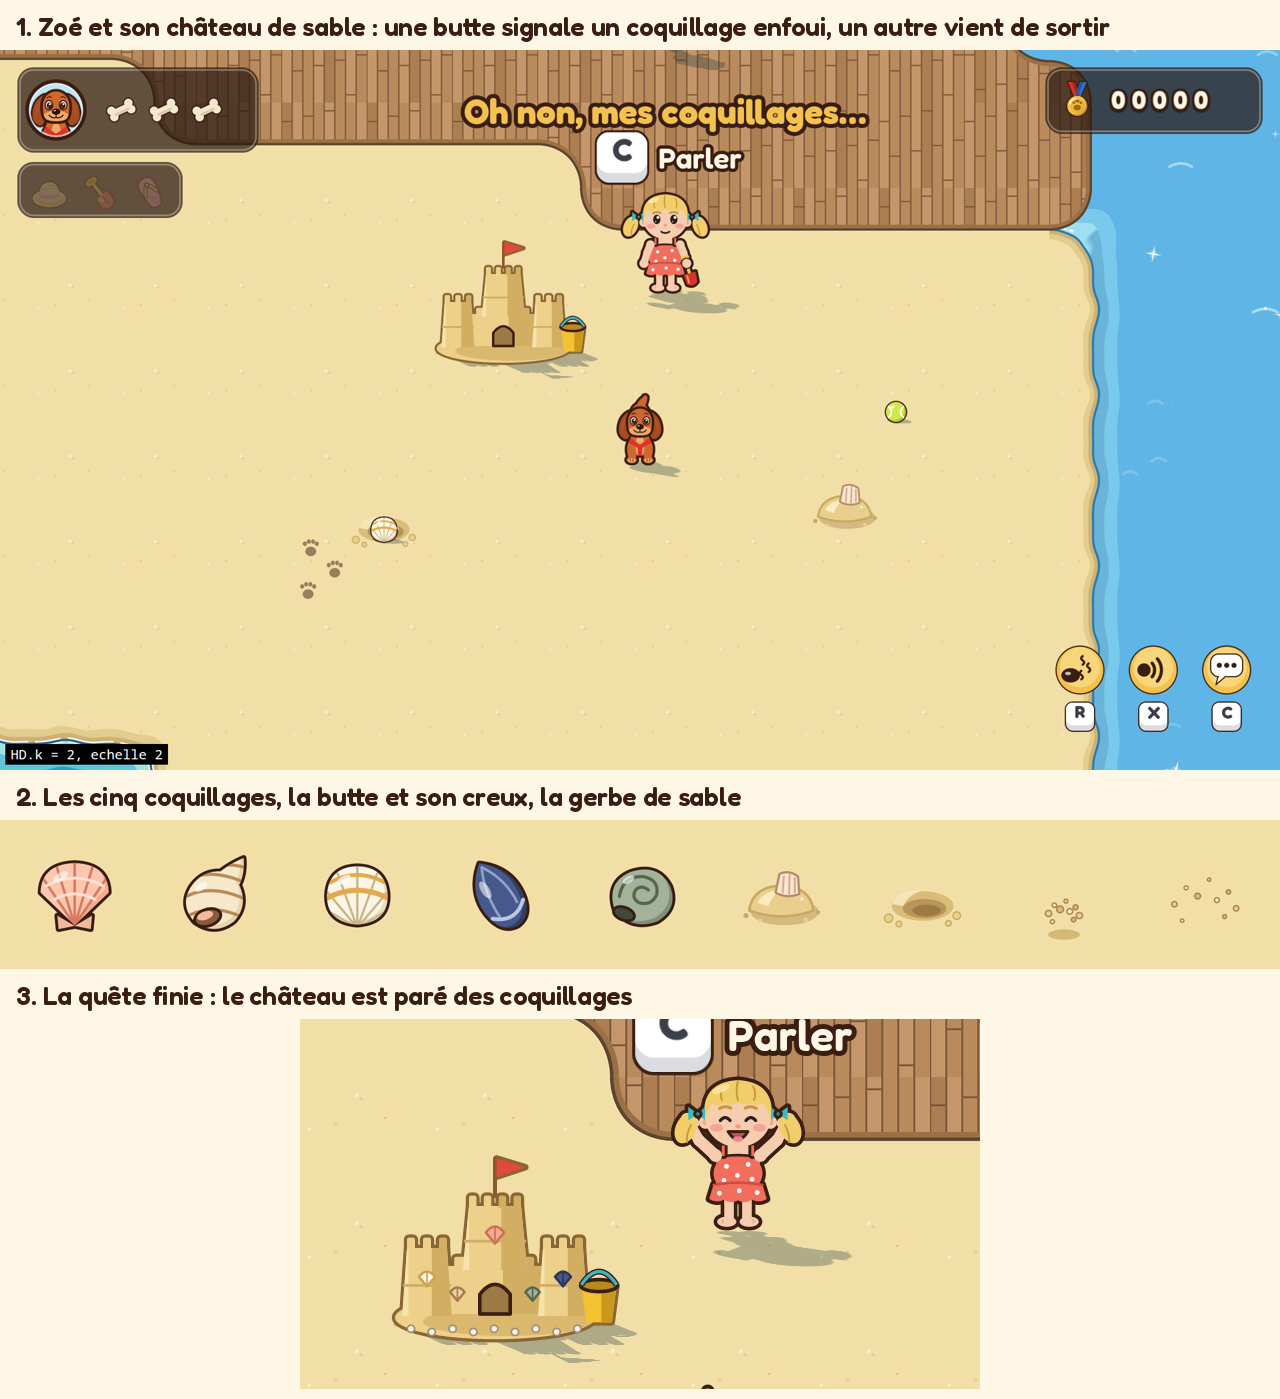 1. Zoé et son château de sable : une butte signale un coquillage enfoui, un autre vient de sortir
00000
Oh non, mes coquillages...
C Parler
R X C
HD.k = 2, echelle 2
2. Les cinq coquillages, la butte et son creux, la gerbe de sable
3. La quête finie : le château est paré des coquillages
C Parler